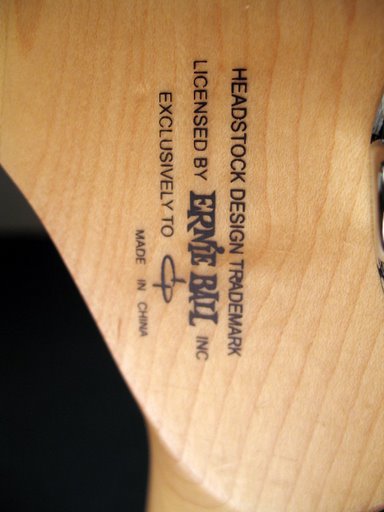 HEADSTOCK DESIGN TRADEMARK
LICENSED BY ERNIE BALL INC
EXCLUSIVELY TO
MADE IN CHINA